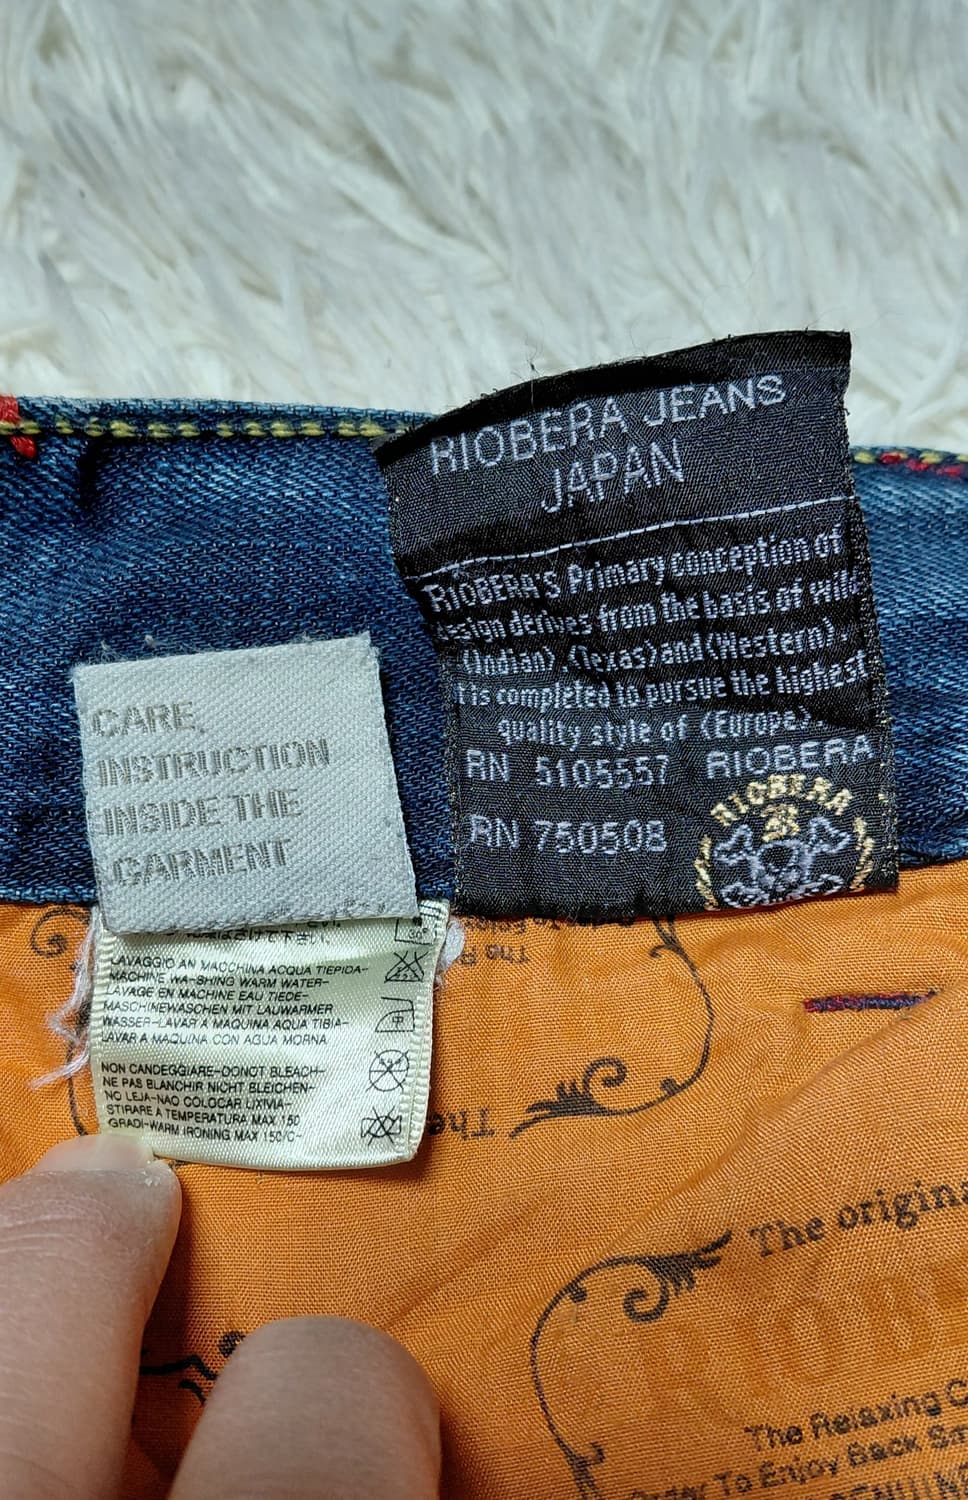 RIOBERA JEANS
JAPAN
RIOBERA'S Primary conception of
design derives from the basis of wild
(Indian) (Texas) and (Western).
It is completed to pursue the highest
quality style of (Europe).
RN 5105557 RIOBERA
RN 750508
RIOBERA
CARE
INSTRUCTION
INSIDE THE
GARMENT
30°
LAVAGGIO AN MACCHINA ACQUA TIEPIDA-
MACHINE WA-SHING WARM WATER-
LAVAGE EN MACHINE EAU TIEDE-
MASCHINEWASCHEN MIT LAUWARMER
WASSER-LAVAR A MAQUINA AQUA TIBIA-
LAVAR A MAQUINA CON AGUA MORNA
NON CANDEGGIARE-DONOT BLEACH-
NE PAS BLANCHIR NICHT BLEICHEN-
NO LEJA-NAO COLOCAR LIXIVIA-
STIRARE A TEMPERATURA MAX 150
GRADI-WARM IRONING MAX 150/C-
The
The origina
The Relaxing
To Enjoy Back